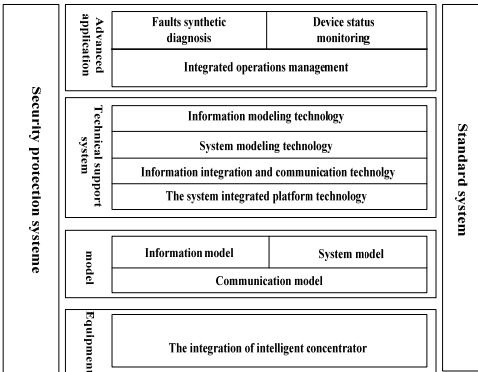 Security protection systeme
Advanced
application
Faults synthetic
diagnosis
Device status
monitoring
Integrated operations management
Technical support
system
Information modeling technology
System modeling technology
Information integration and communication technolgy
The system integrated platform technology
model
Information model
System model
Communication model
Equipment
The integration of intelligent concentrator
Standard system